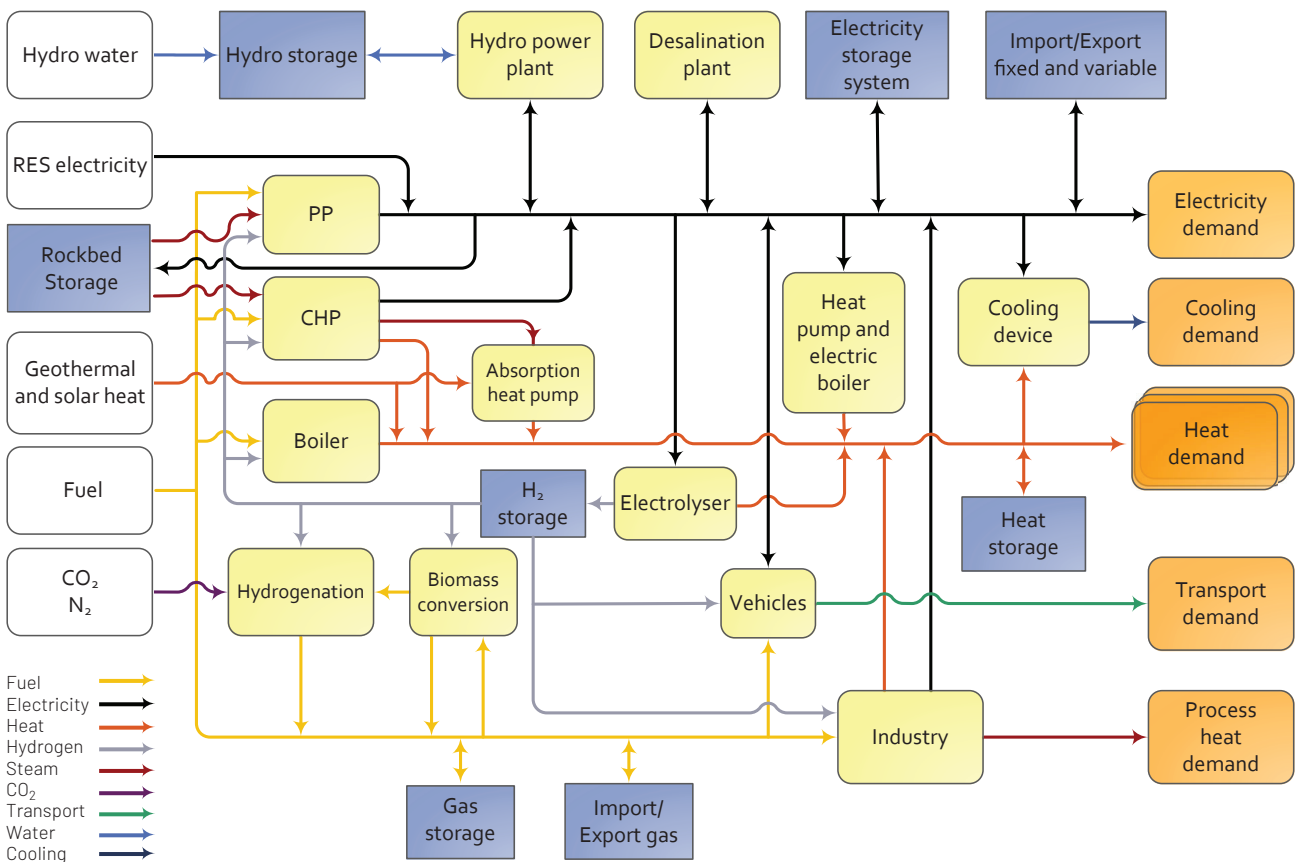 Hydro water
Hydro storage
Hydro power
plant
Desalination
plant
Electricity
storage
system
Import/Export
fixed and variable
RES electricity
PP
Electricity
demand
Rockbed
Storage
CHP
Heat
pump and
electric
boiler
Cooling
device
Cooling
demand
Geothermal
and solar heat
Absorption
heat pump
Boiler
Heat
demand
Fuel
H₂
storage
Electrolyser
Heat
storage
CO₂
N₂
Hydrogenation
Biomass
conversion
Vehicles
Transport
demand
Fuel
Electricity
Heat
Hydrogen
Steam
CO₂
Transport
Water
Cooling
Industry
Process
heat
demand
Gas
storage
Import/
Export gas